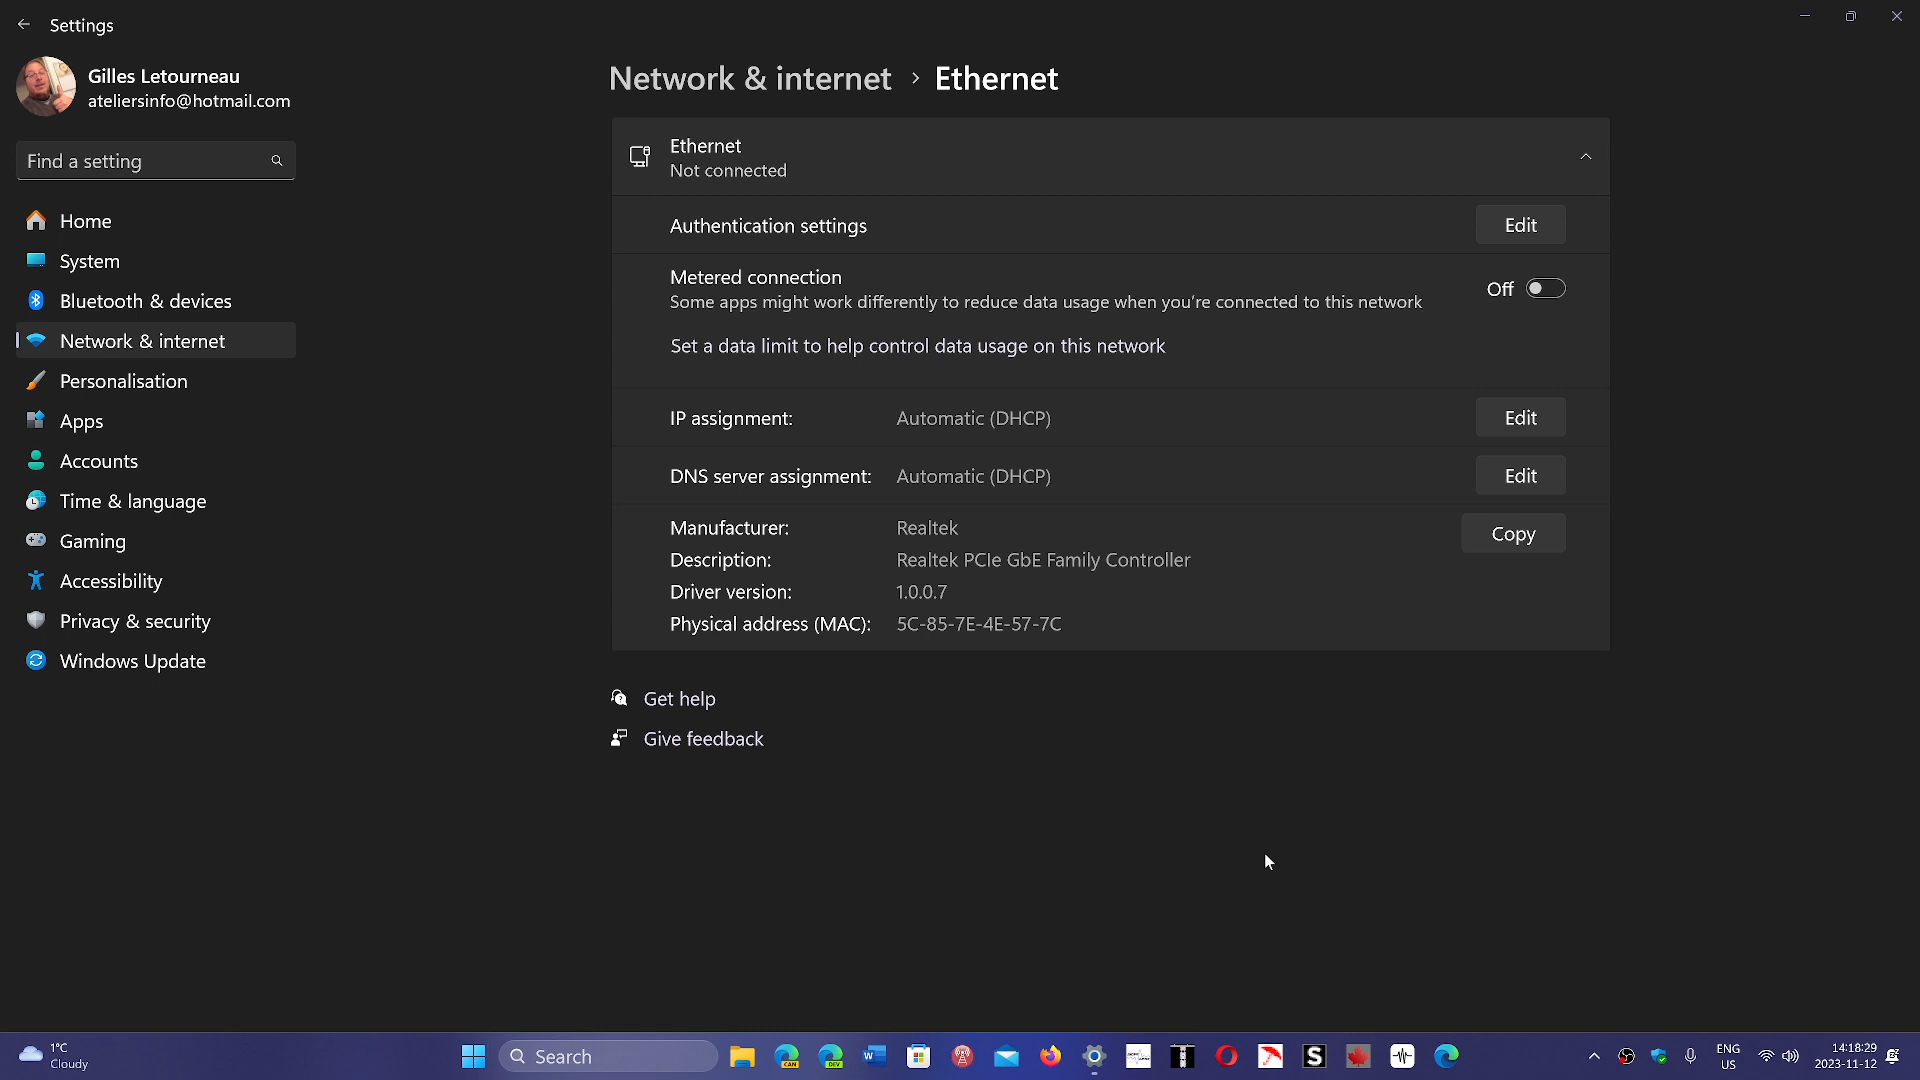 Settings
Gilles Letourneau
ateliersinfo@hotmail.com
Find a setting
Home
System
Bluetooth & devices
Network & internet
Personalisation
Apps
Accounts
Time & language
Gaming
Accessibility
Privacy & security
Windows Update
Network & internet > Ethernet
Ethernet
Not connected
Authentication settings
Edit
Metered connection
Some apps might work differently to reduce data usage when you're connected to this network
Off
Set a data limit to help control data usage on this network
IP assignment: Automatic (DHCP)
Edit
DNS server assignment: Automatic (DHCP)
Edit
Manufacturer: Realtek
Copy
Description: Realtek PCIe GbE Family Controller
Driver version: 1.0.0.7
Physical address (MAC): 5C-85-7E-4E-57-7C
Get help
Give feedback
1°C
Cloudy
Search
CAN
DEV
W
S
ENG
US
14:18:29
2023-11-12